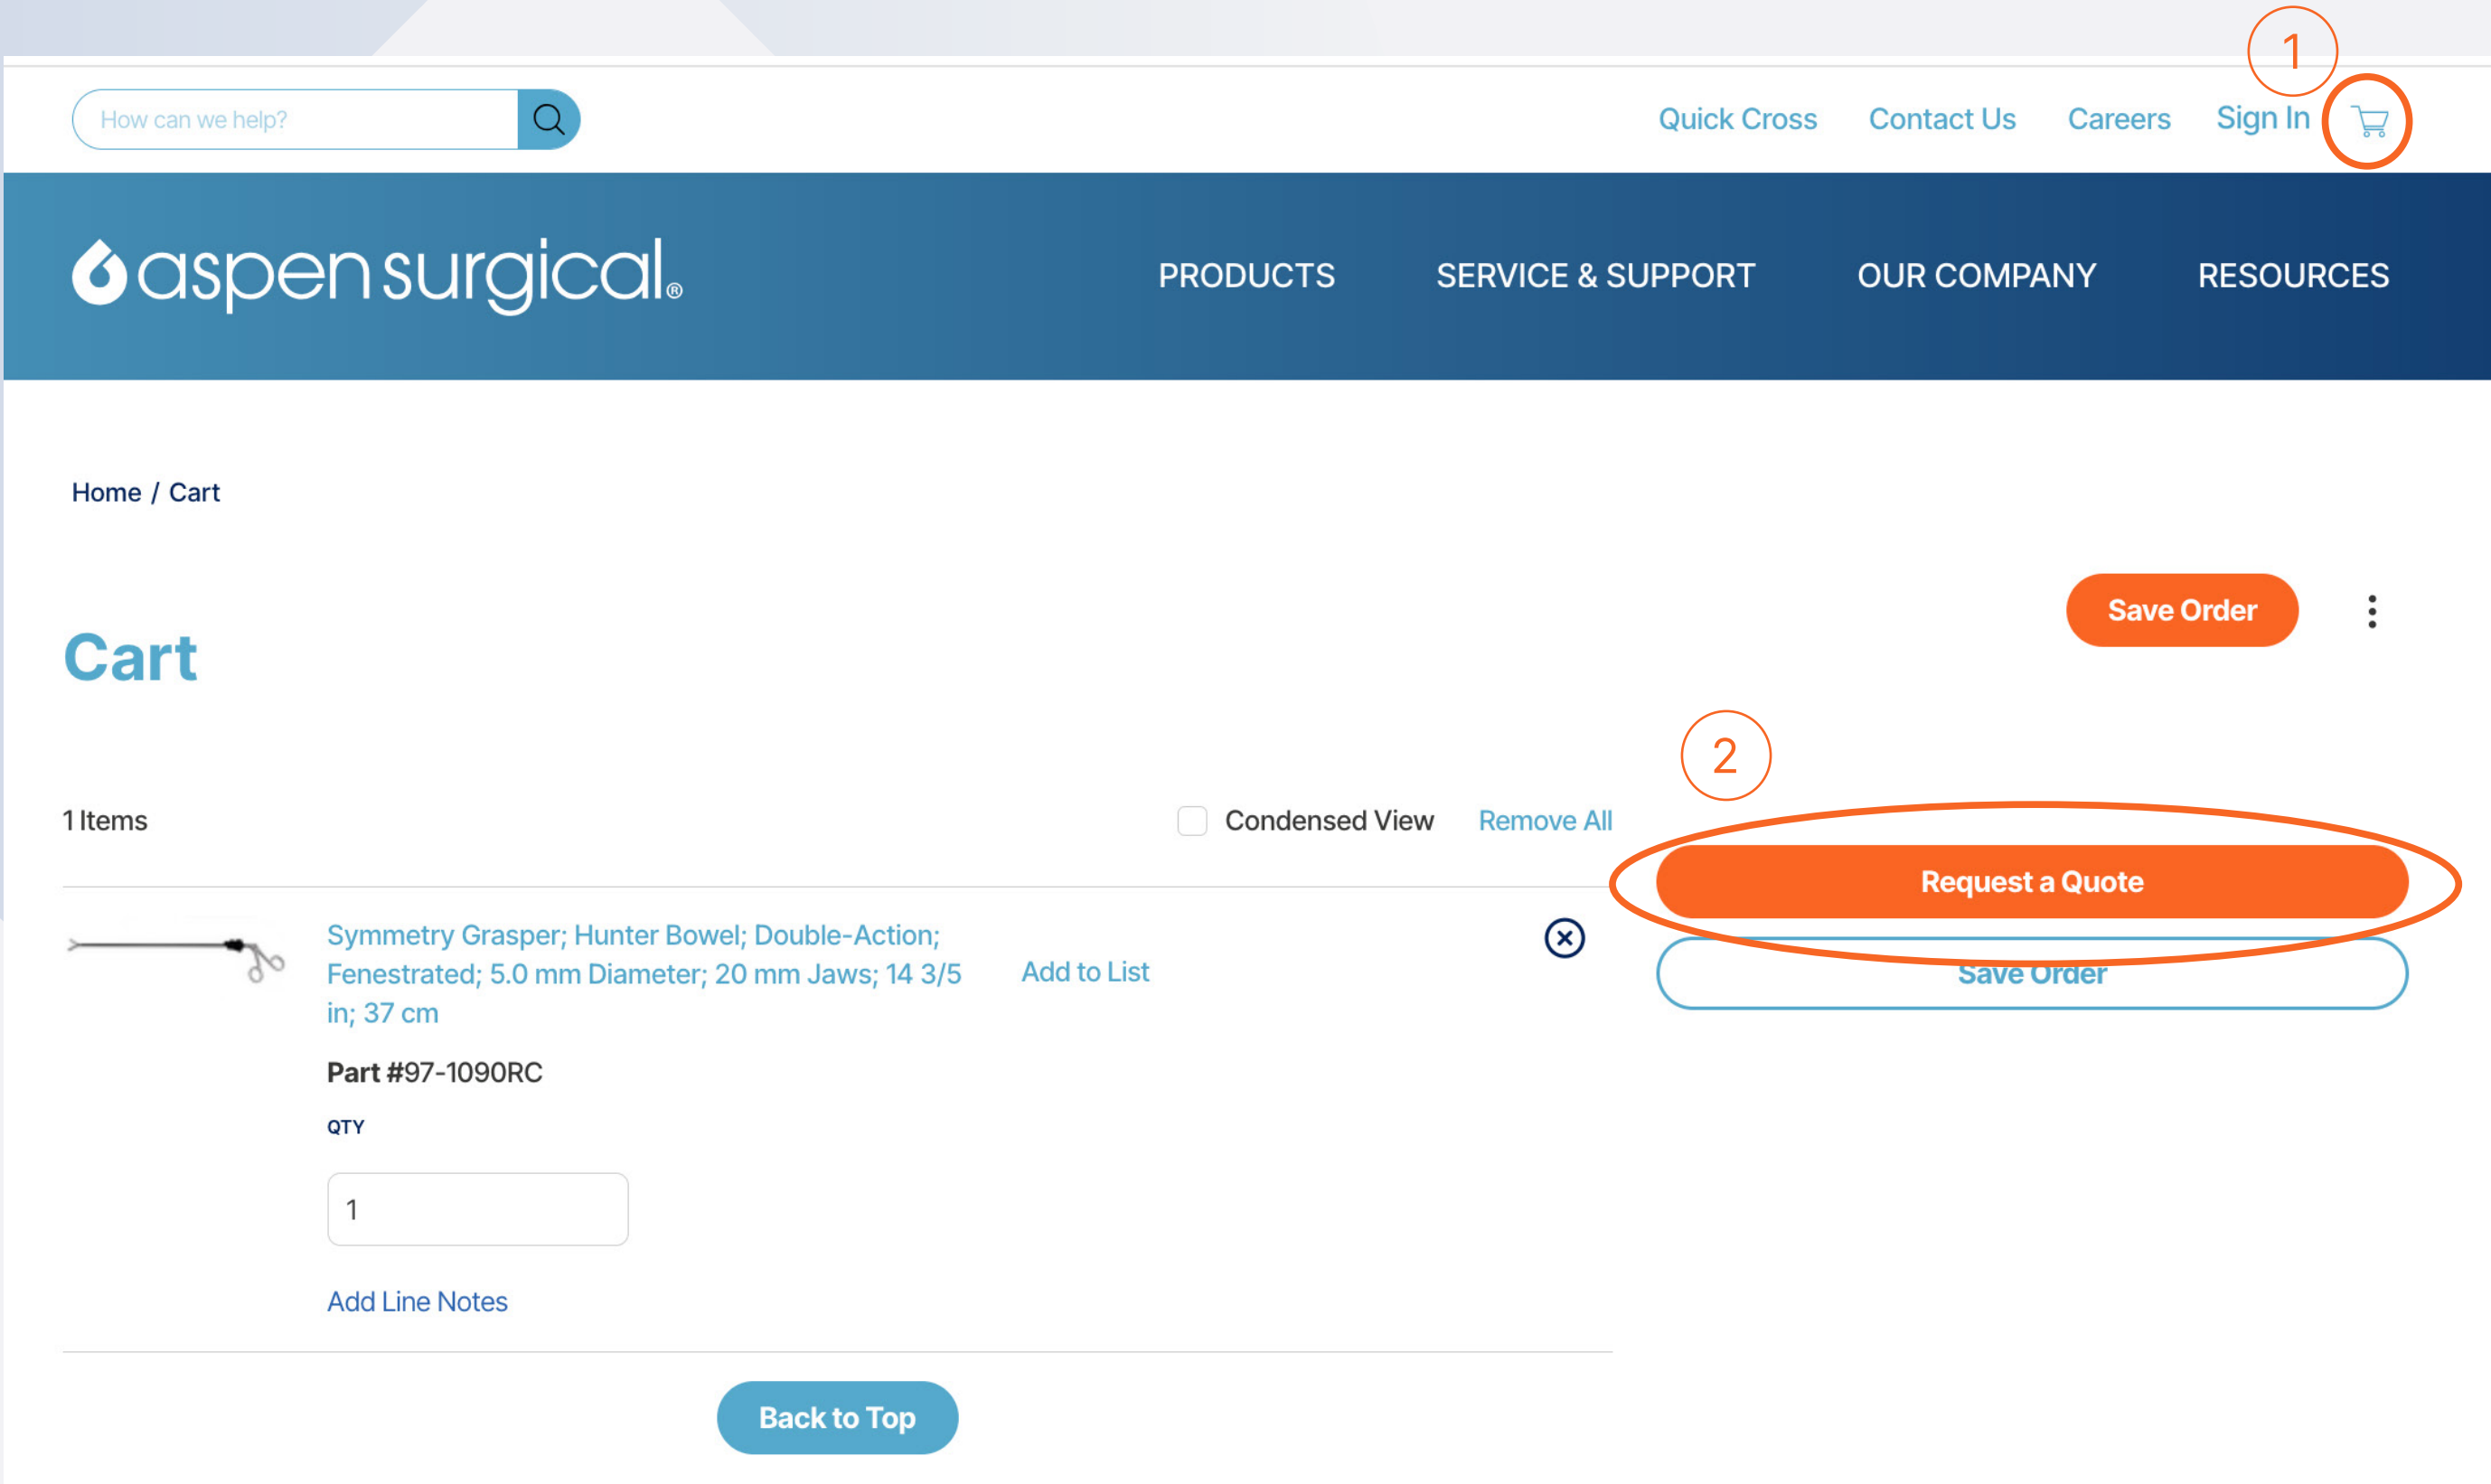 1
How can we help?
Quick Cross Contact Us Careers Sign In
aspen surgical®
PRODUCTS SERVICE & SUPPORT OUR COMPANY RESOURCES
Home / Cart
Save Order
Cart
2
1 Items
Condensed View Remove All
Request a Quote
Symmetry Grasper; Hunter Bowel; Double-Action;
Fenestrated; 5.0 mm Diameter; 20 mm Jaws; 14 3/5
in; 37 cm
Add to List
Save Order
Part #97-1090RC
QTY
1
Add Line Notes
Back to Top